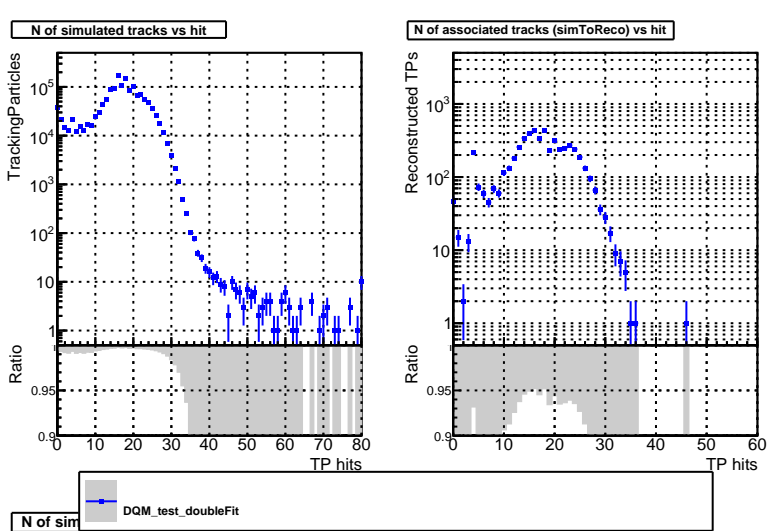 N of simulated tracks vs hit
N of associated tracks (simToReco) vs hit
TrackingParticles
10^5
10^4
10^3
10^2
10
1
Ratio
1
0.95
0.9
0 10 20 30 40 50 60 70 80
TP hits
Reconstructed TPs
10^3
10^2
10
1
Ratio
1
0.95
0.9
0 10 20 30 40 50 60
TP hits
DQM_test_doubleFit
N of sim